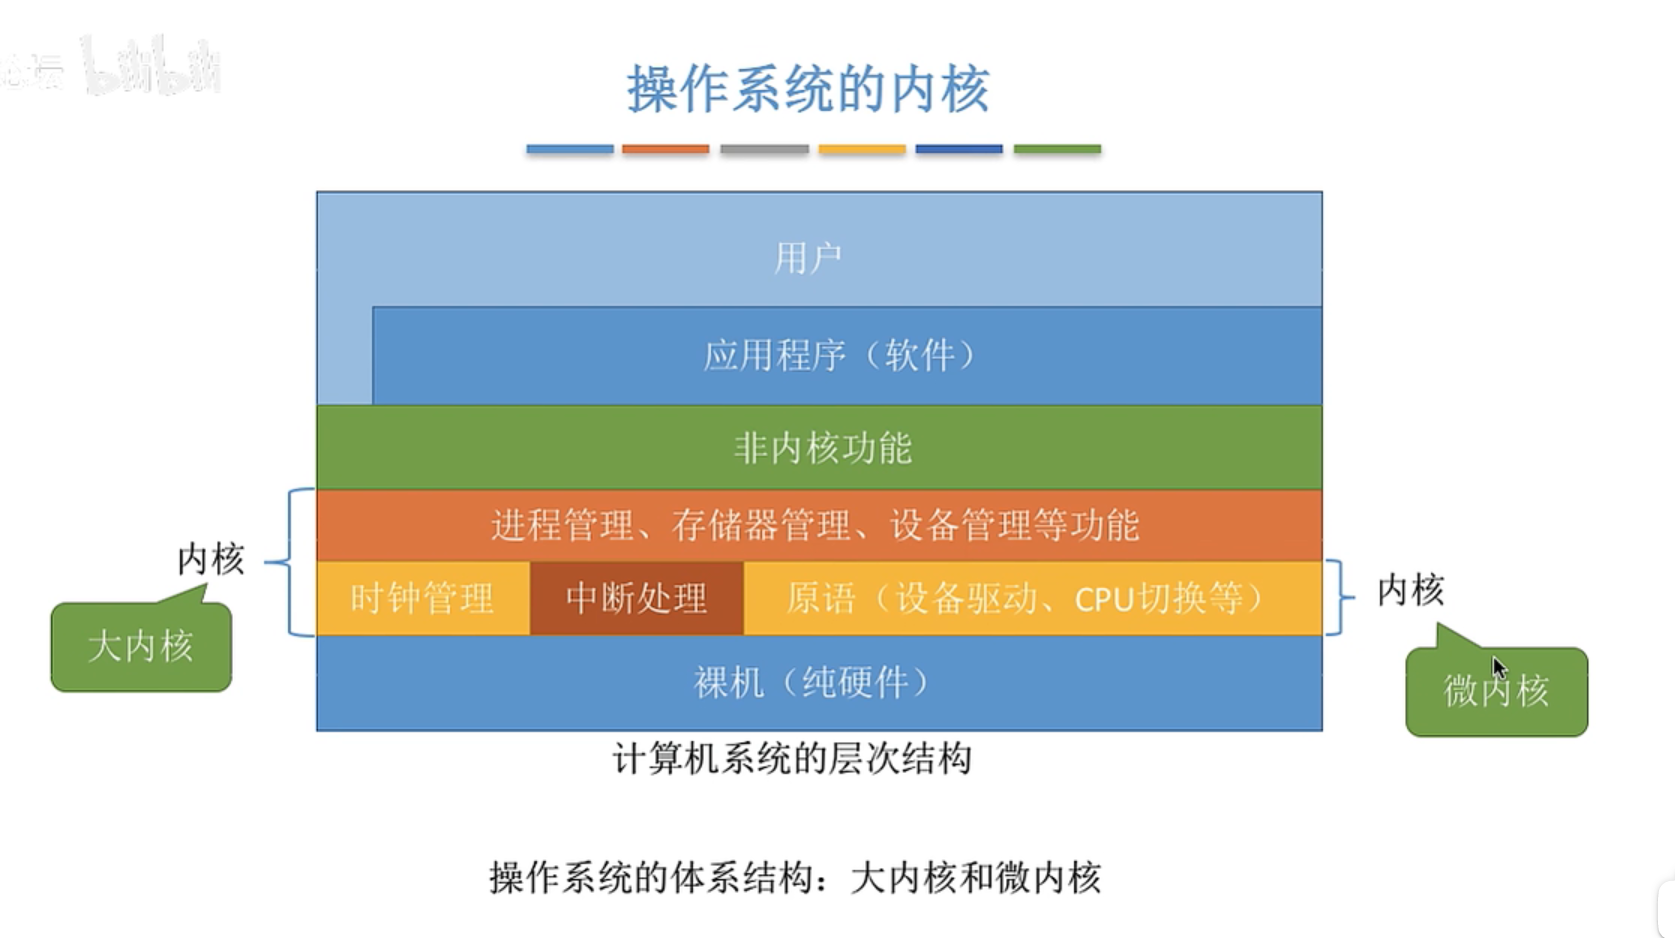 bilibili
操作系统的内核
用户
应用程序（软件）
非内核功能
进程管理、存储器管理、设备管理等功能
内核
大内核
时钟管理
中断处理
原语（设备驱动、CPU切换等）
内核
微内核
裸机（纯硬件）
计算机系统的层次结构
操作系统的体系结构：大内核和微内核